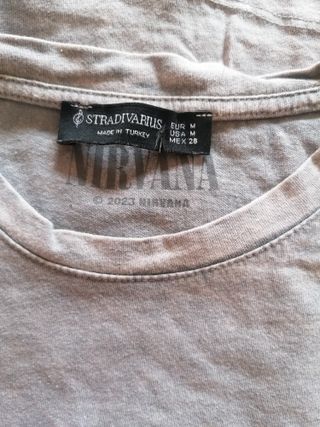 STRADIVARIUS
MADE IN TURKEY
EUR M
USA M
MEX 28
NIRVANA
© 2023 NIRVANA